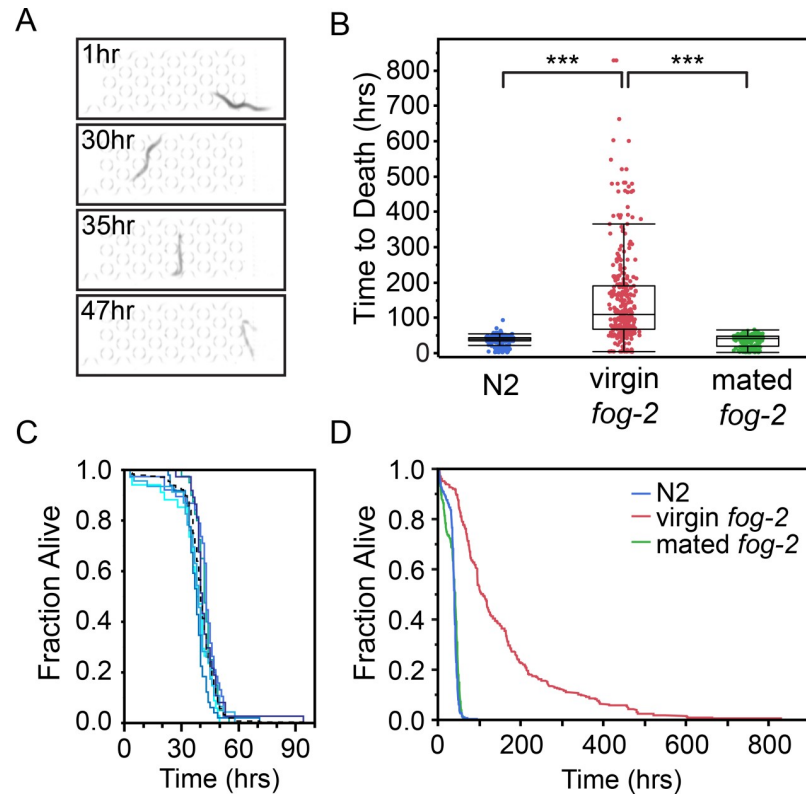 A
1hr
30hr
35hr
47hr
B
Time to Death (hrs)
800
700
600
500
400
300
200
100
0
***
***
N2
virgin
fog-2
mated
fog-2
C
Fraction Alive
1.0
0.8
0.6
0.4
0.2
0.0
0
30
60
90
Time (hrs)
D
Fraction Alive
1.0
0.8
0.6
0.4
0.2
0.0
N2
virgin fog-2
mated fog-2
0
200
400
600
800
Time (hrs)